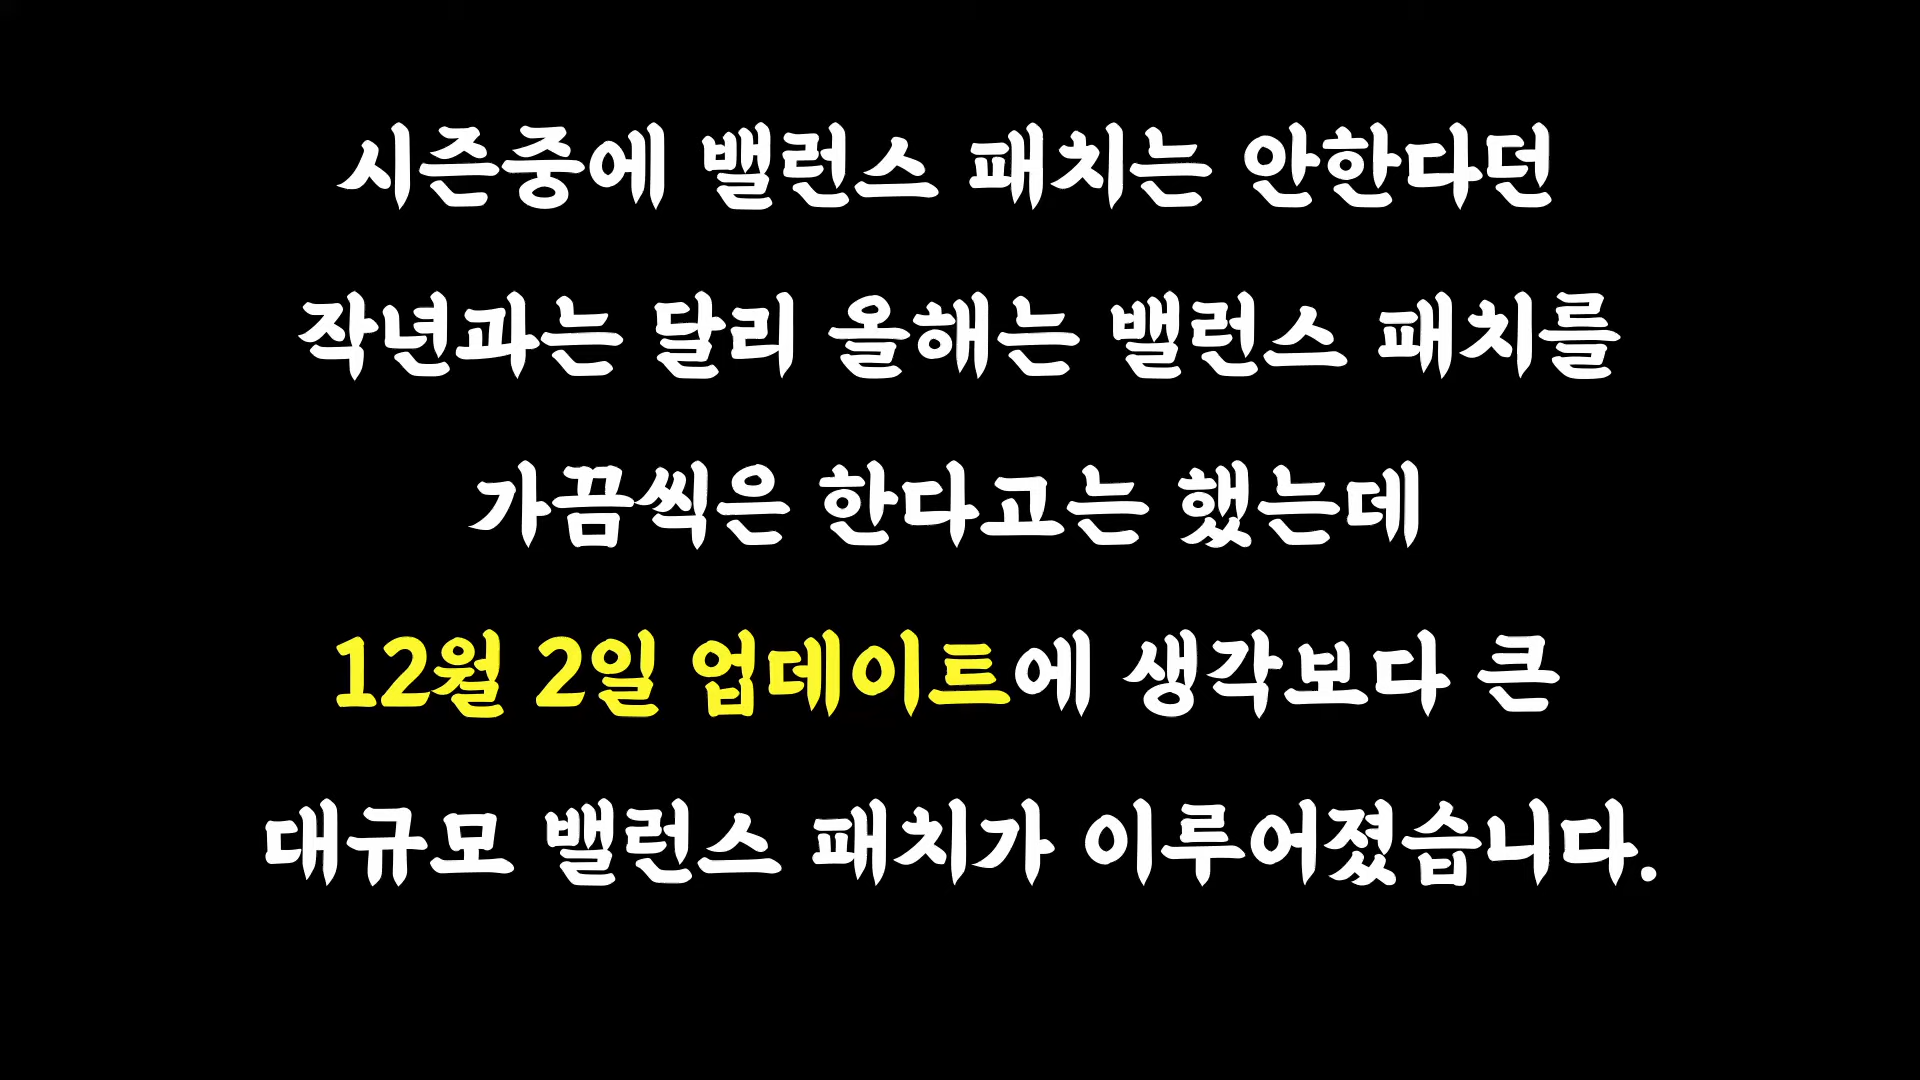 시즌중에 밸런스 패치는 안한다던
작년과는 달리 올해는 밸런스 패치를
가끔씩은 한다고는 했는데
12월 2일 업데이트에 생각보다 큰
대규모 밸런스 패치가 이루어졌습니다.